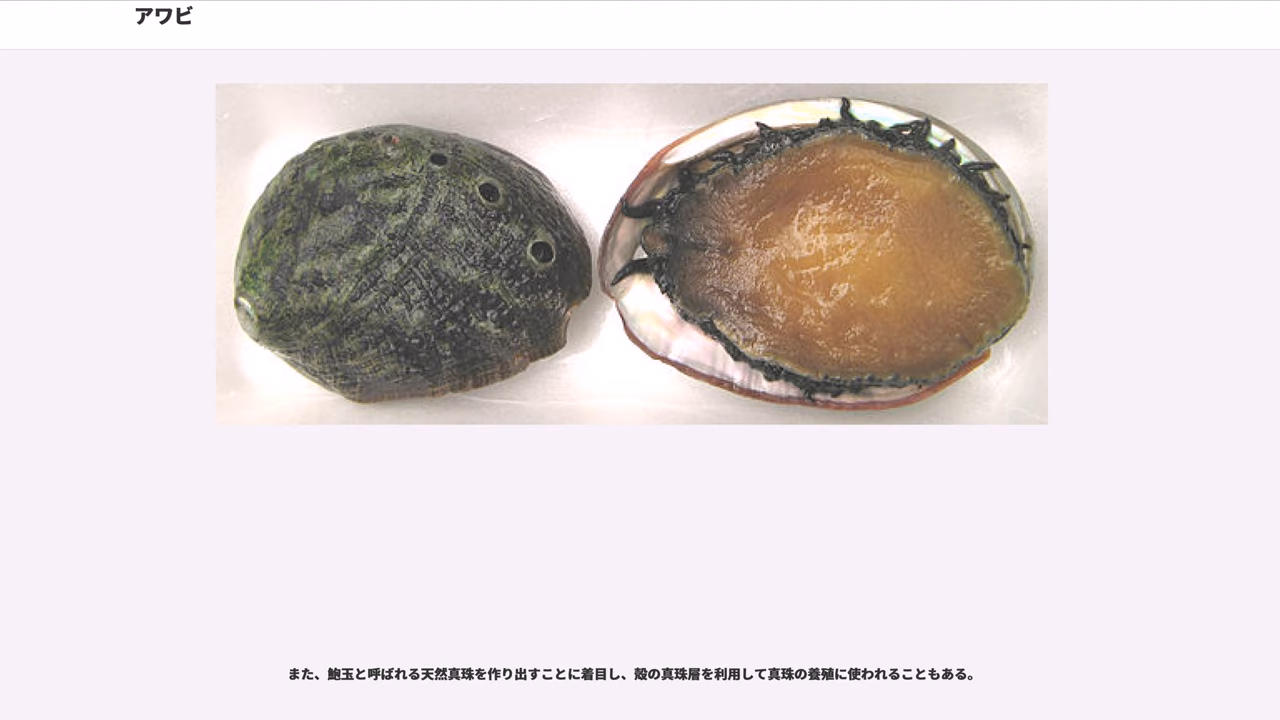 アワビ
また、鮑玉と呼ばれる天然真珠を作り出すことに着目し、殻の真珠層を利用して真珠の養殖に使われることもある。